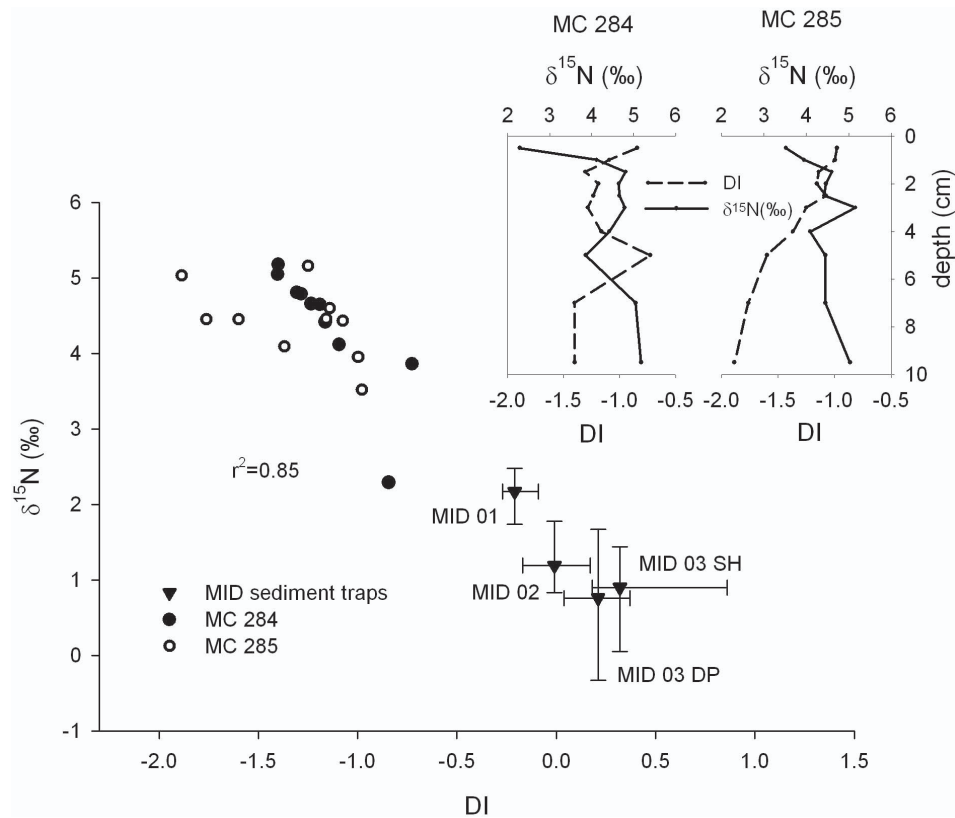 MC 284
MC 285
δ15N (‰)
δ15N (‰)
2 3 4 5 6
2 3 4 5 6
0
2
4
6
8
10
depth (cm)
DI
δ15N(‰)
-2.0 -1.5 -1.0 -0.5
-2.0 -1.5 -1.0 -0.5
DI
DI
6
5
4
3
2
1
0
-1
δ15N (‰)
r2=0.85
MID 01
MID 02
MID 03 SH
MID 03 DP
MID sediment traps
MC 284
MC 285
-2.0 -1.5 -1.0 -0.5 0.0 0.5 1.0 1.5
DI